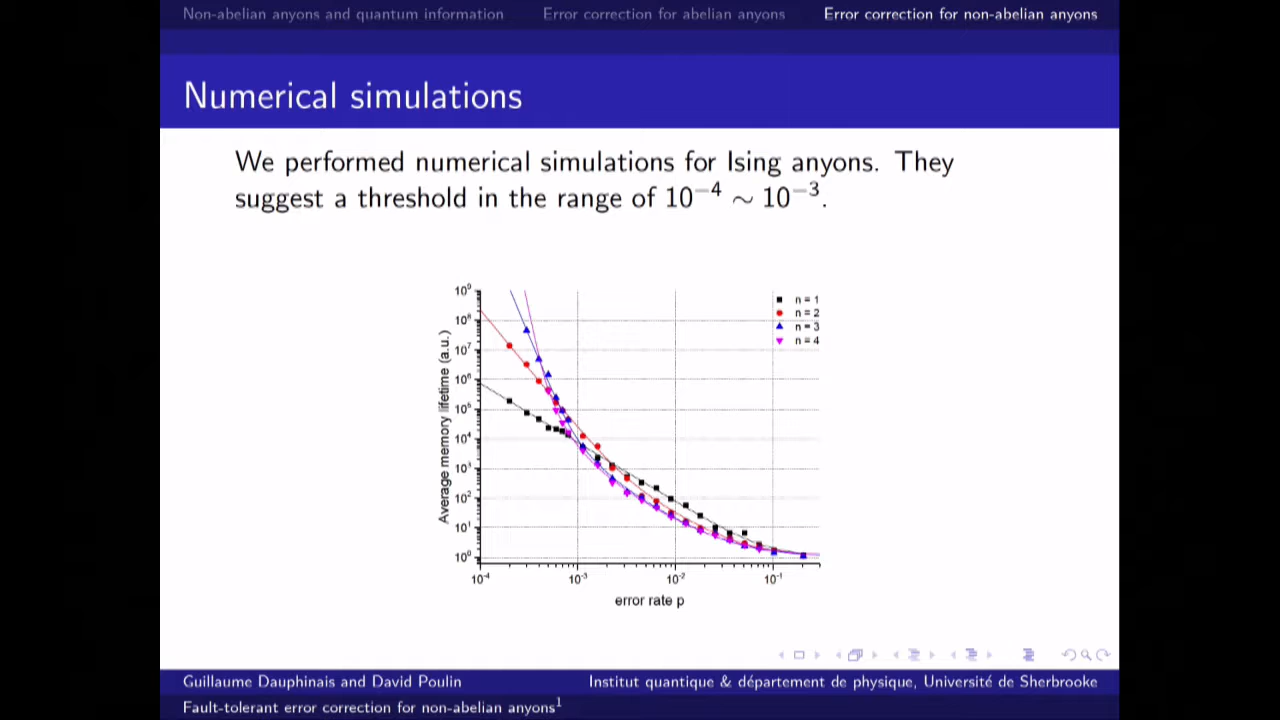 Non-abelian anyons and quantum information Error correction for abelian anyons Error correction for non-abelian anyons
Numerical simulations
We performed numerical simulations for Ising anyons. They
suggest a threshold in the range of 10⁻⁴ ∼ 10⁻³.
Average memory lifetime (a.u.)
10⁹
10⁸
10⁷
10⁶
10⁵
10⁴
10³
10²
10¹
10⁰
n = 1
n = 2
n = 3
n = 4
10⁻⁴ 10⁻³ 10⁻² 10⁻¹
error rate p
Guillaume Dauphinais and David Poulin Institut quantique & département de physique, Université de Sherbrooke
Fault-tolerant error correction for non-abelian anyons¹